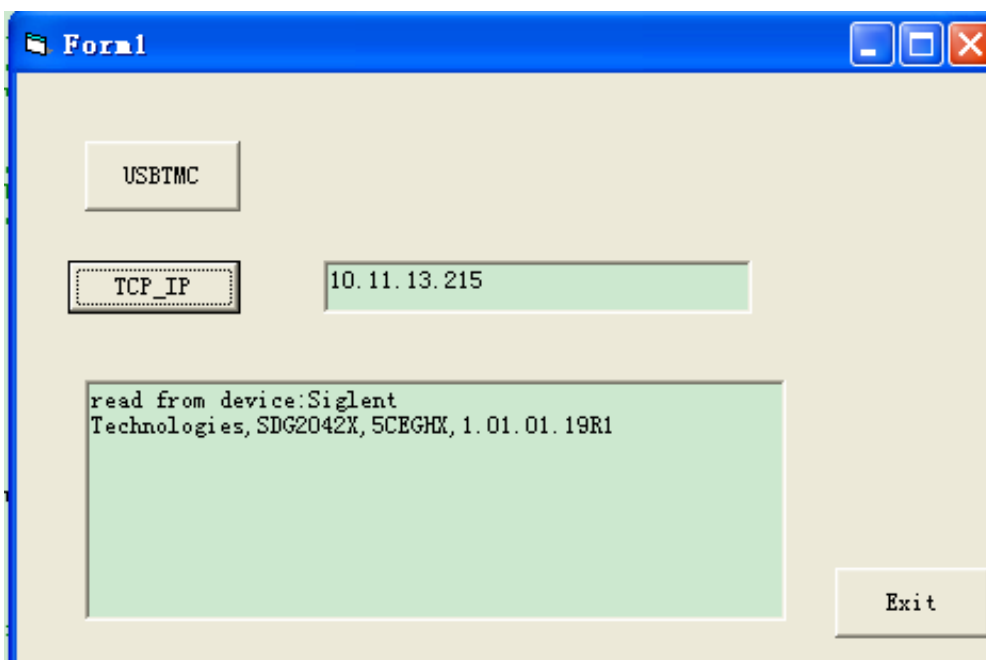 Form1
USBTMC
TCP_IP
10.11.13.215
read from device:Siglent
Technologies,SDG2042X,5CEGHX,1.01.01.19R1
Exit